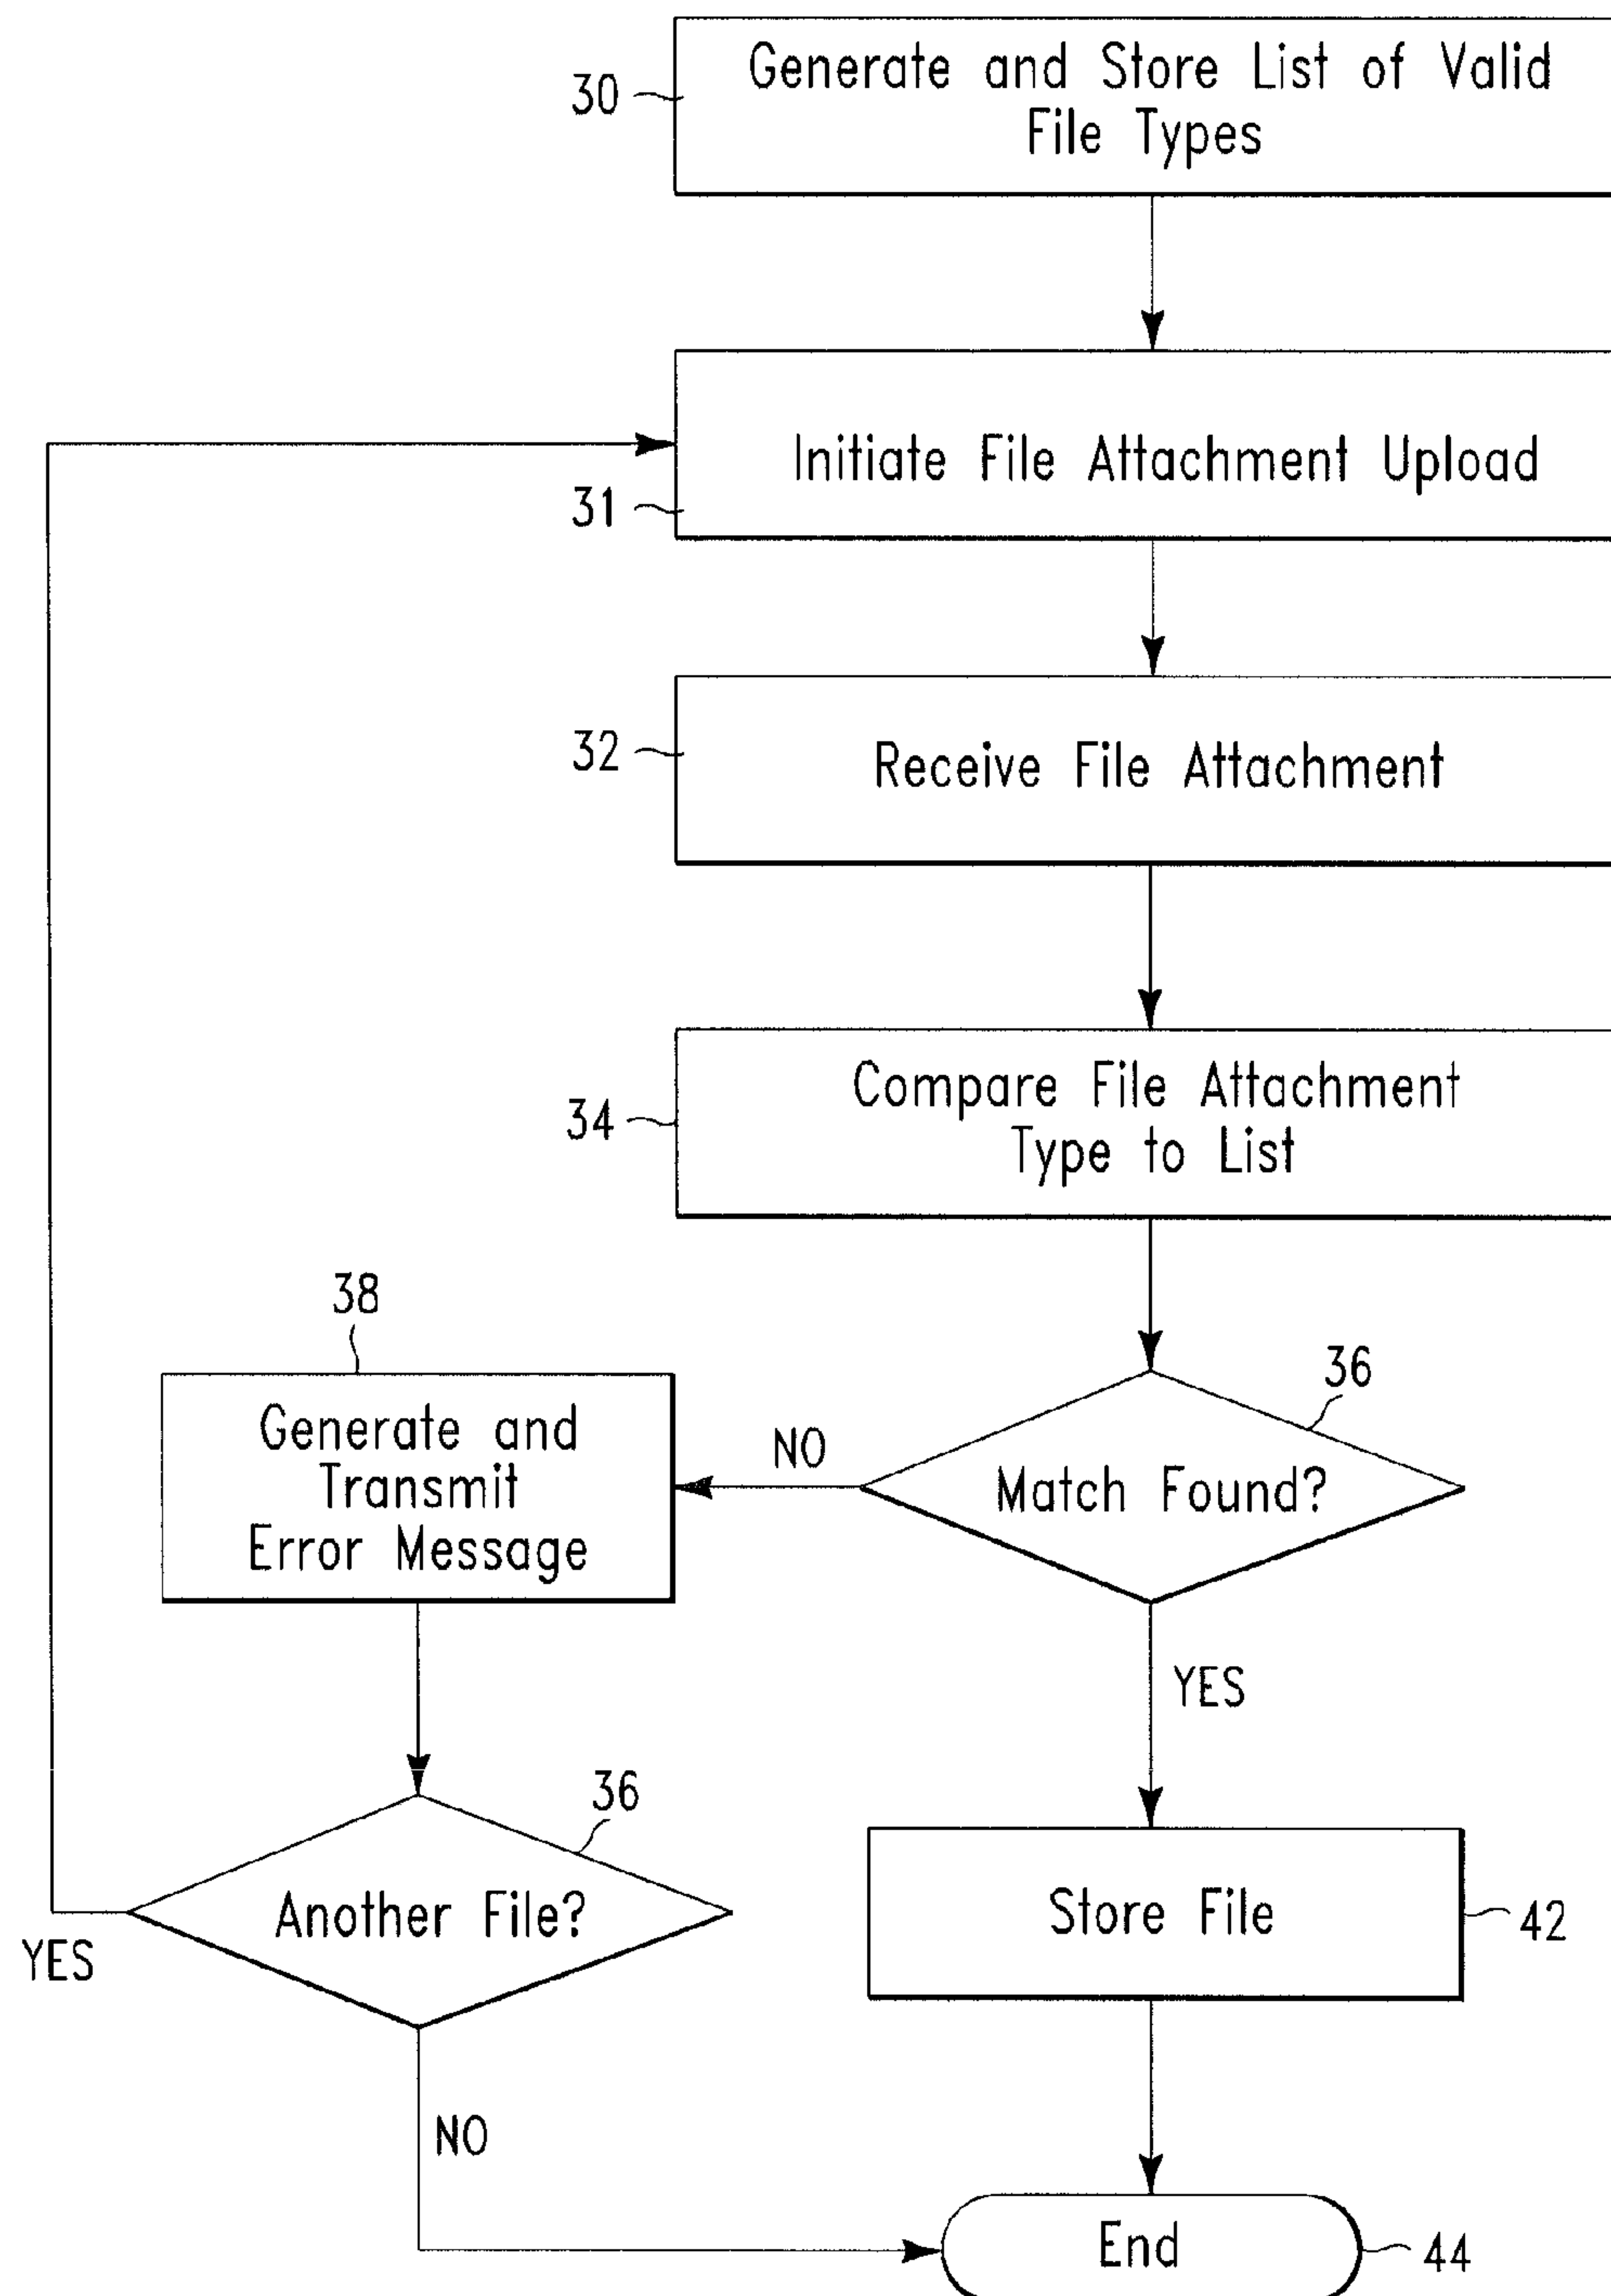 Generate and Store List of Valid
File Types
30
Initiate File Attachment Upload
31
32
Receive File Attachment
Compare File Attachment
Type to List
34
38
36
Generate and
Transmit
Error Message
NO
Match Found?
YES
36
Another File?
YES
Store File
42
NO
End
44